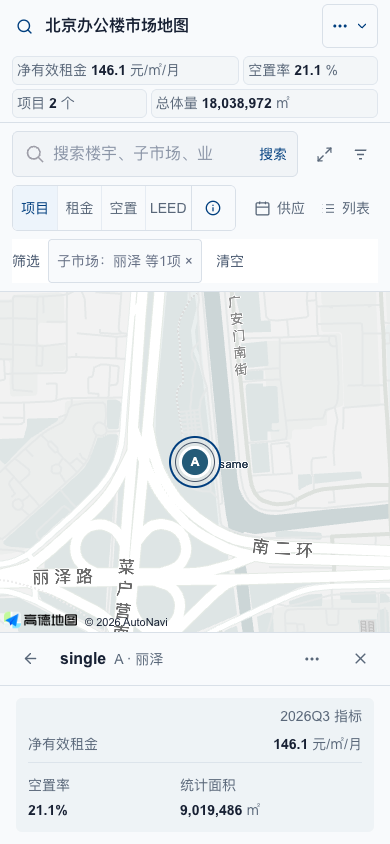 北京办公楼市场地图
净有效租金 146.1 元/㎡/月
空置率 21.1 %
项目 2 个
总体量 18,038,972 ㎡
搜索楼宇、子市场、业
搜索
项目 租金 空置 LEED 供应 列表
筛选 子市场：丽泽 等1项 × 清空
广安门南街
A same
南二环
丽泽路
菜户营
高德地图 © 2026 AutoNavi
single A · 丽泽
2026Q3 指标
净有效租金 146.1 元/㎡/月
空置率 统计面积
21.1% 9,019,486 ㎡